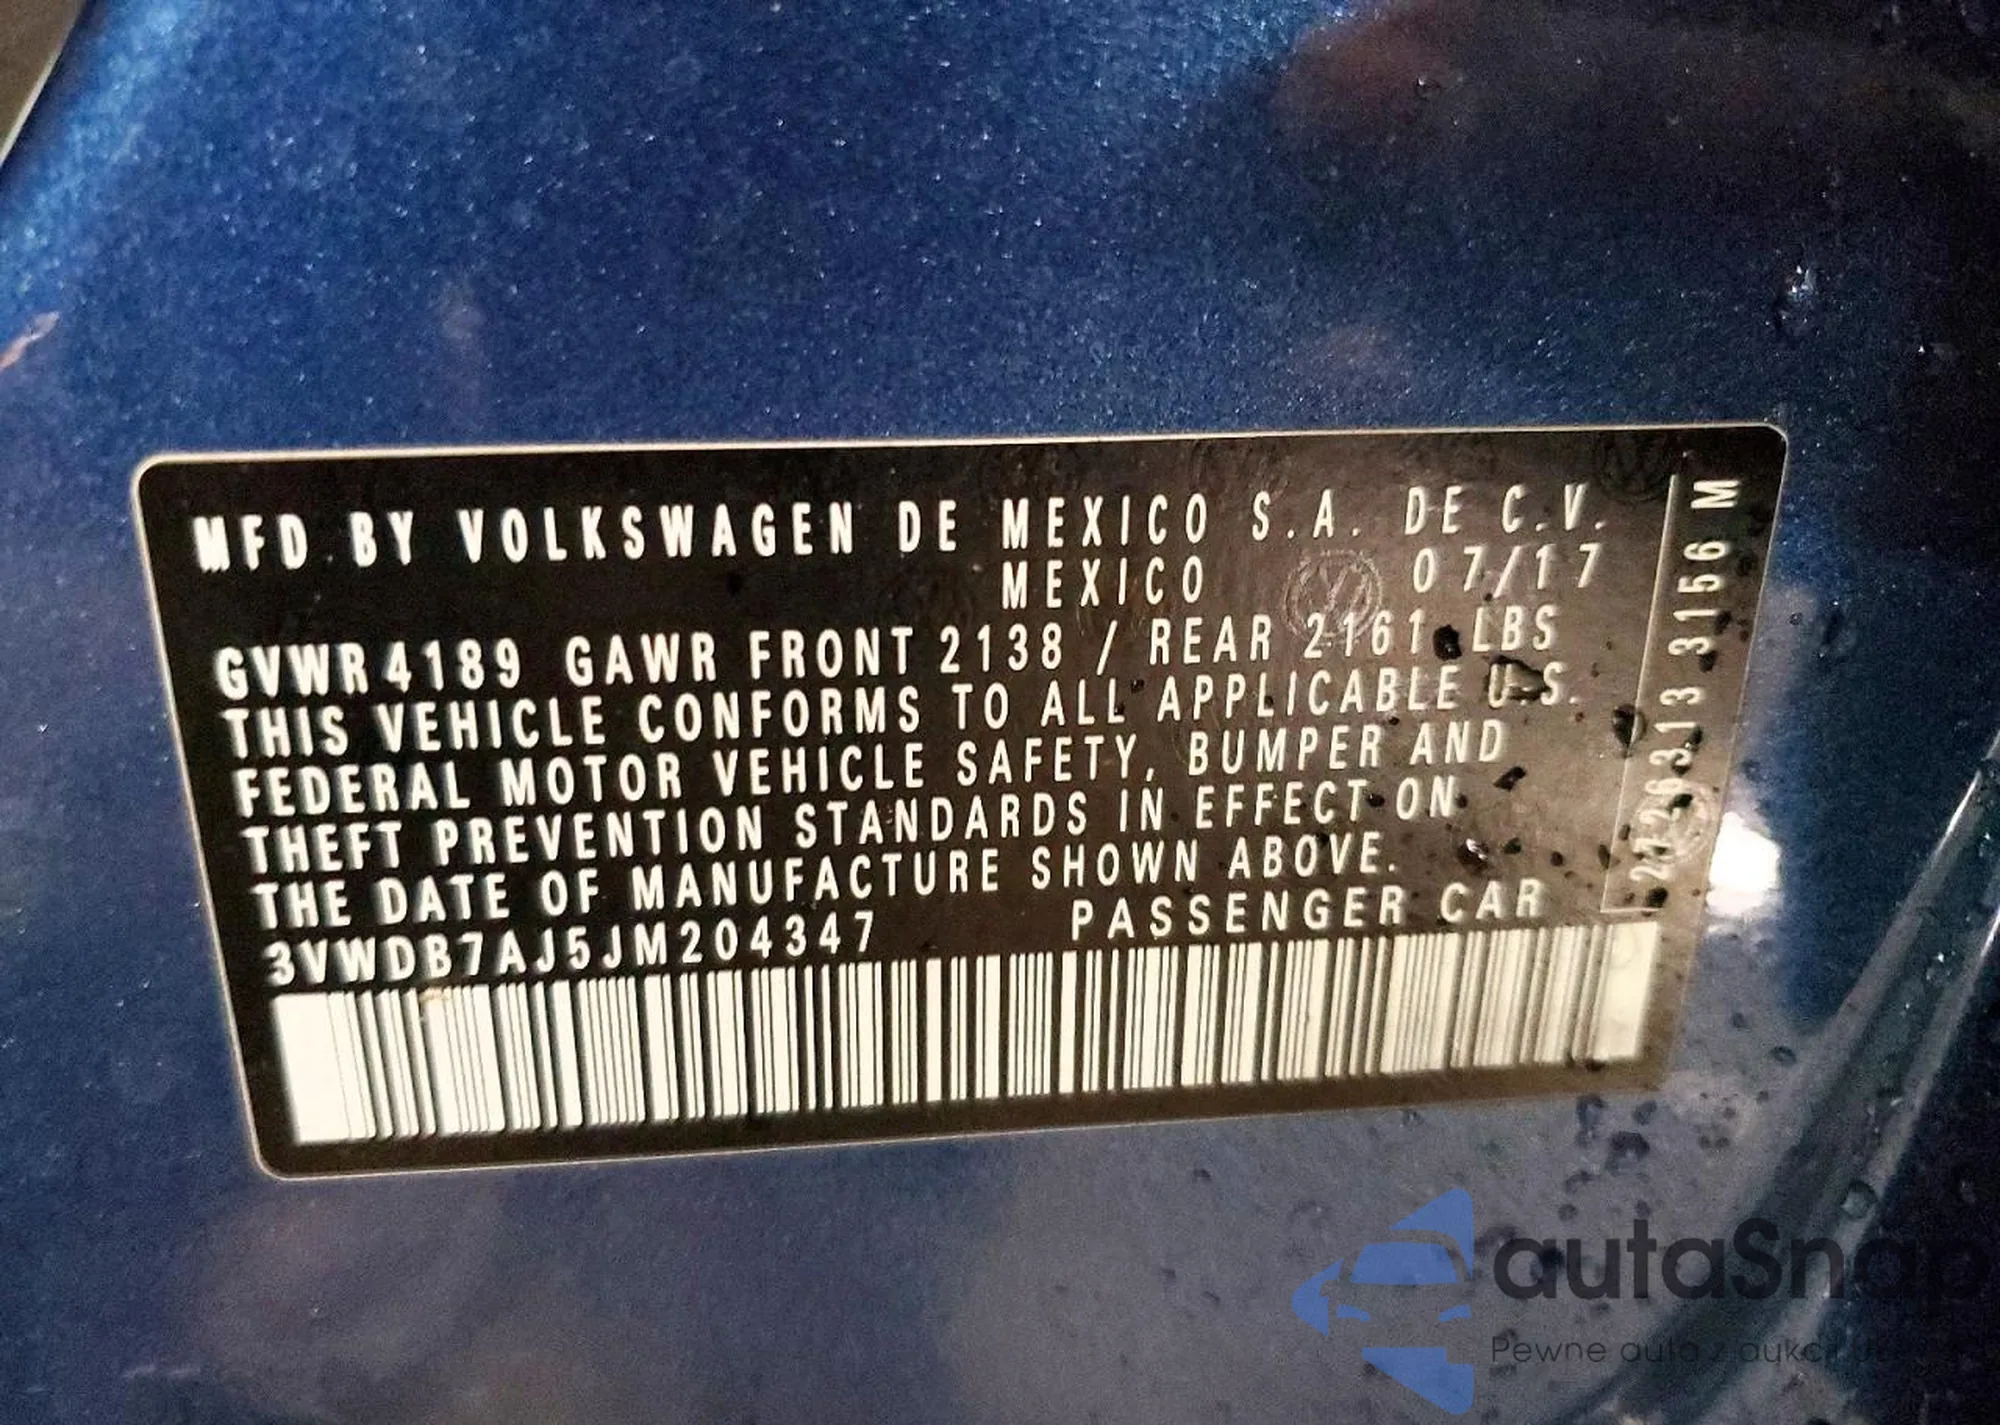 MFD.BY VOLKSWAGEN DE MEXICO S.A. DE C.V.
MEXICO 07/17
GVWR 4189 GAWR FRONT 2138 / REAR 2161 LBS
THIS VEHICLE CONFORMS TO ALL APPLICABLE U.S.
FEDERAL MOTOR VEHICLE SAFETY, BUMPER AND
THEFT PREVENTION STANDARDS IN EFFECT ON
THE DATE OF MANUFACTURE SHOWN ABOVE.
3VWDB7AJ5JM204347 PASSENGER CAR
3156 M
autaSnap
Pewne auta z